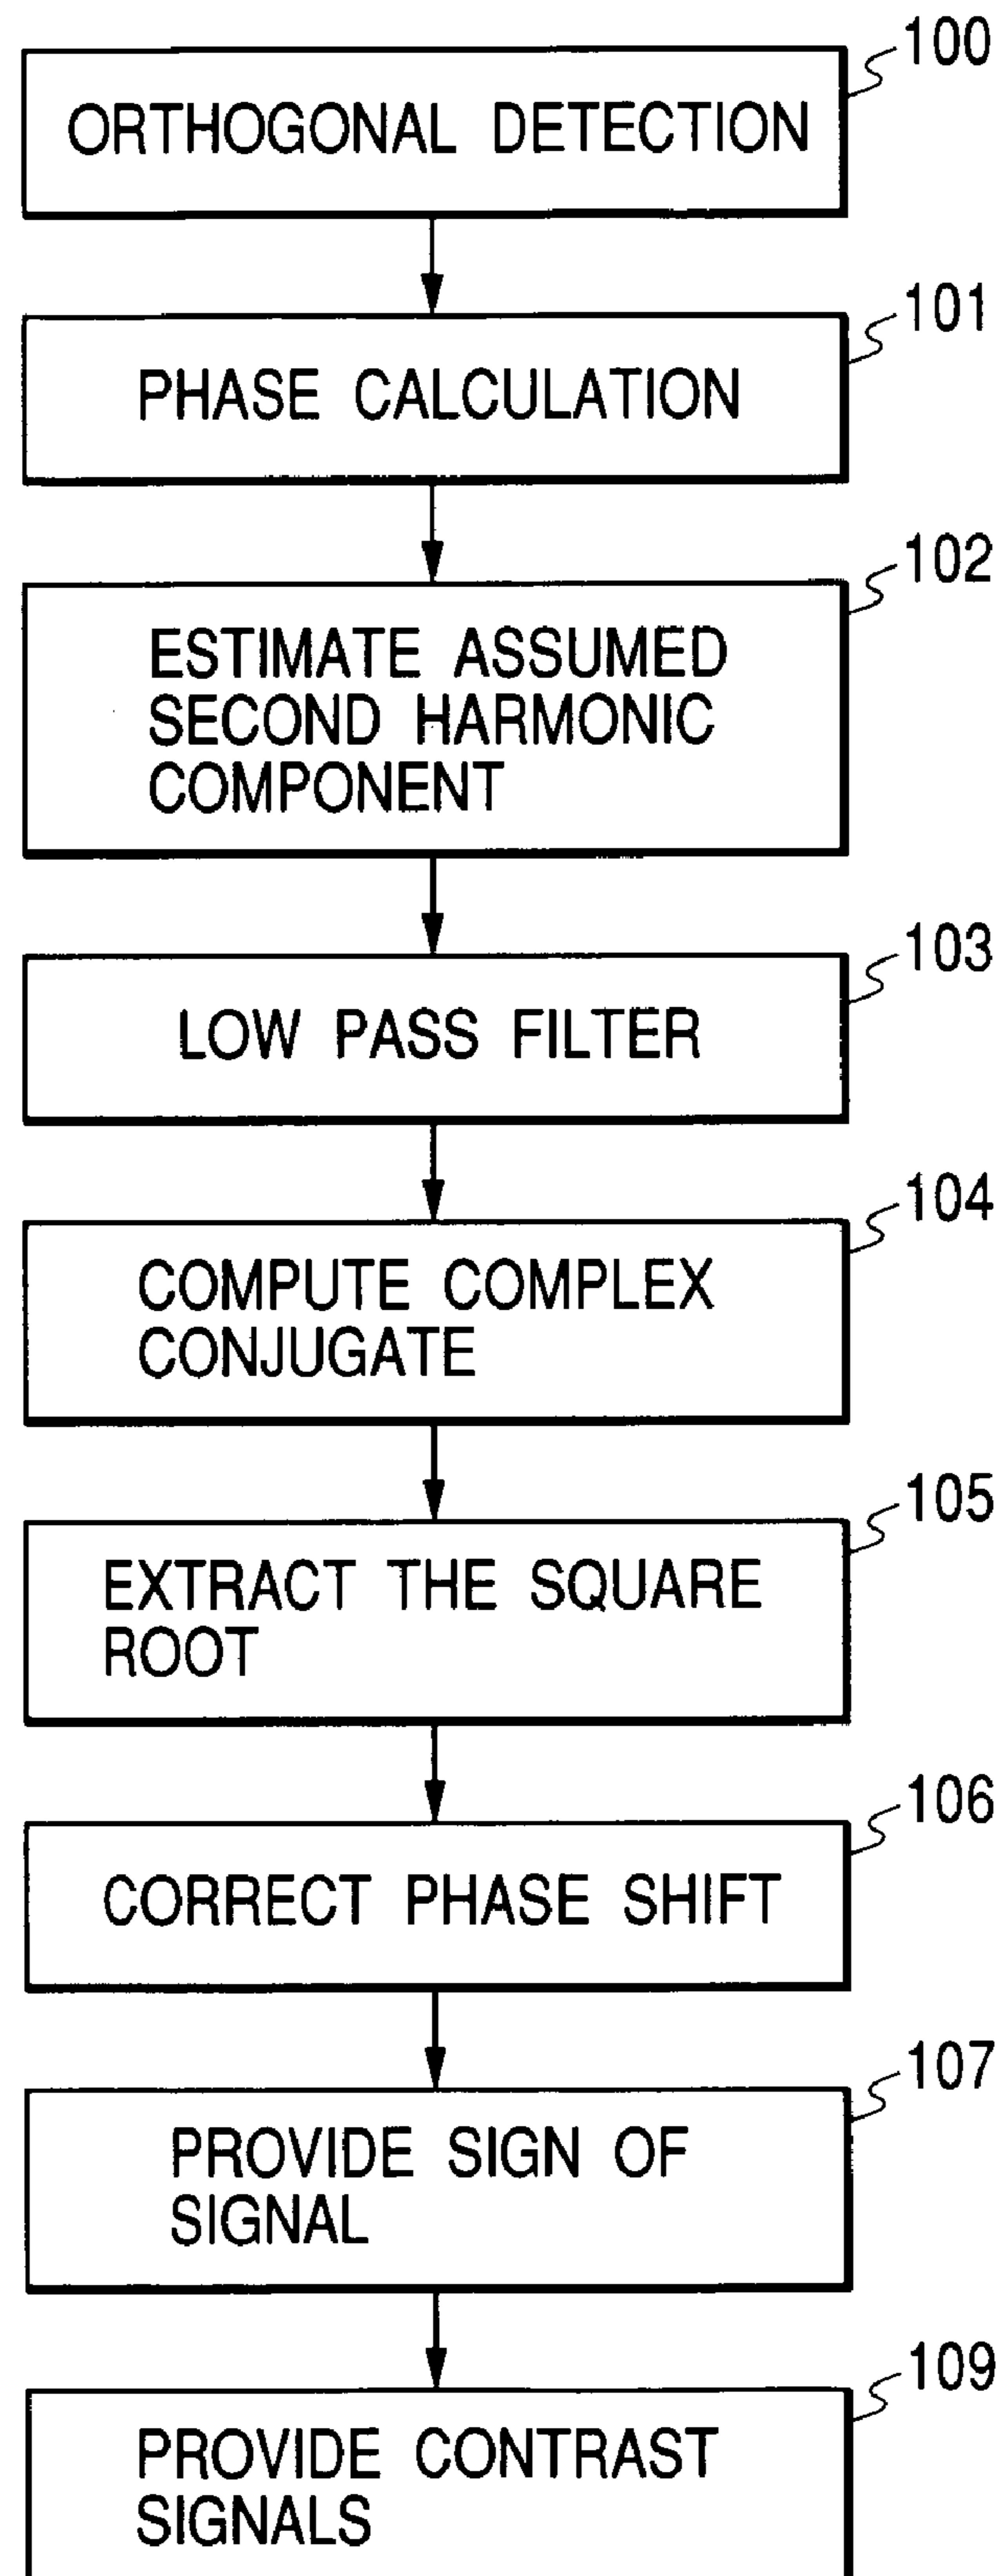 100
ORTHOGONAL DETECTION
101
PHASE CALCULATION
102
ESTIMATE ASSUMED
SECOND HARMONIC
COMPONENT
103
LOW PASS FILTER
104
COMPUTE COMPLEX
CONJUGATE
105
EXTRACT THE SQUARE
ROOT
106
CORRECT PHASE SHIFT
107
PROVIDE SIGN OF
SIGNAL
109
PROVIDE CONTRAST
SIGNALS